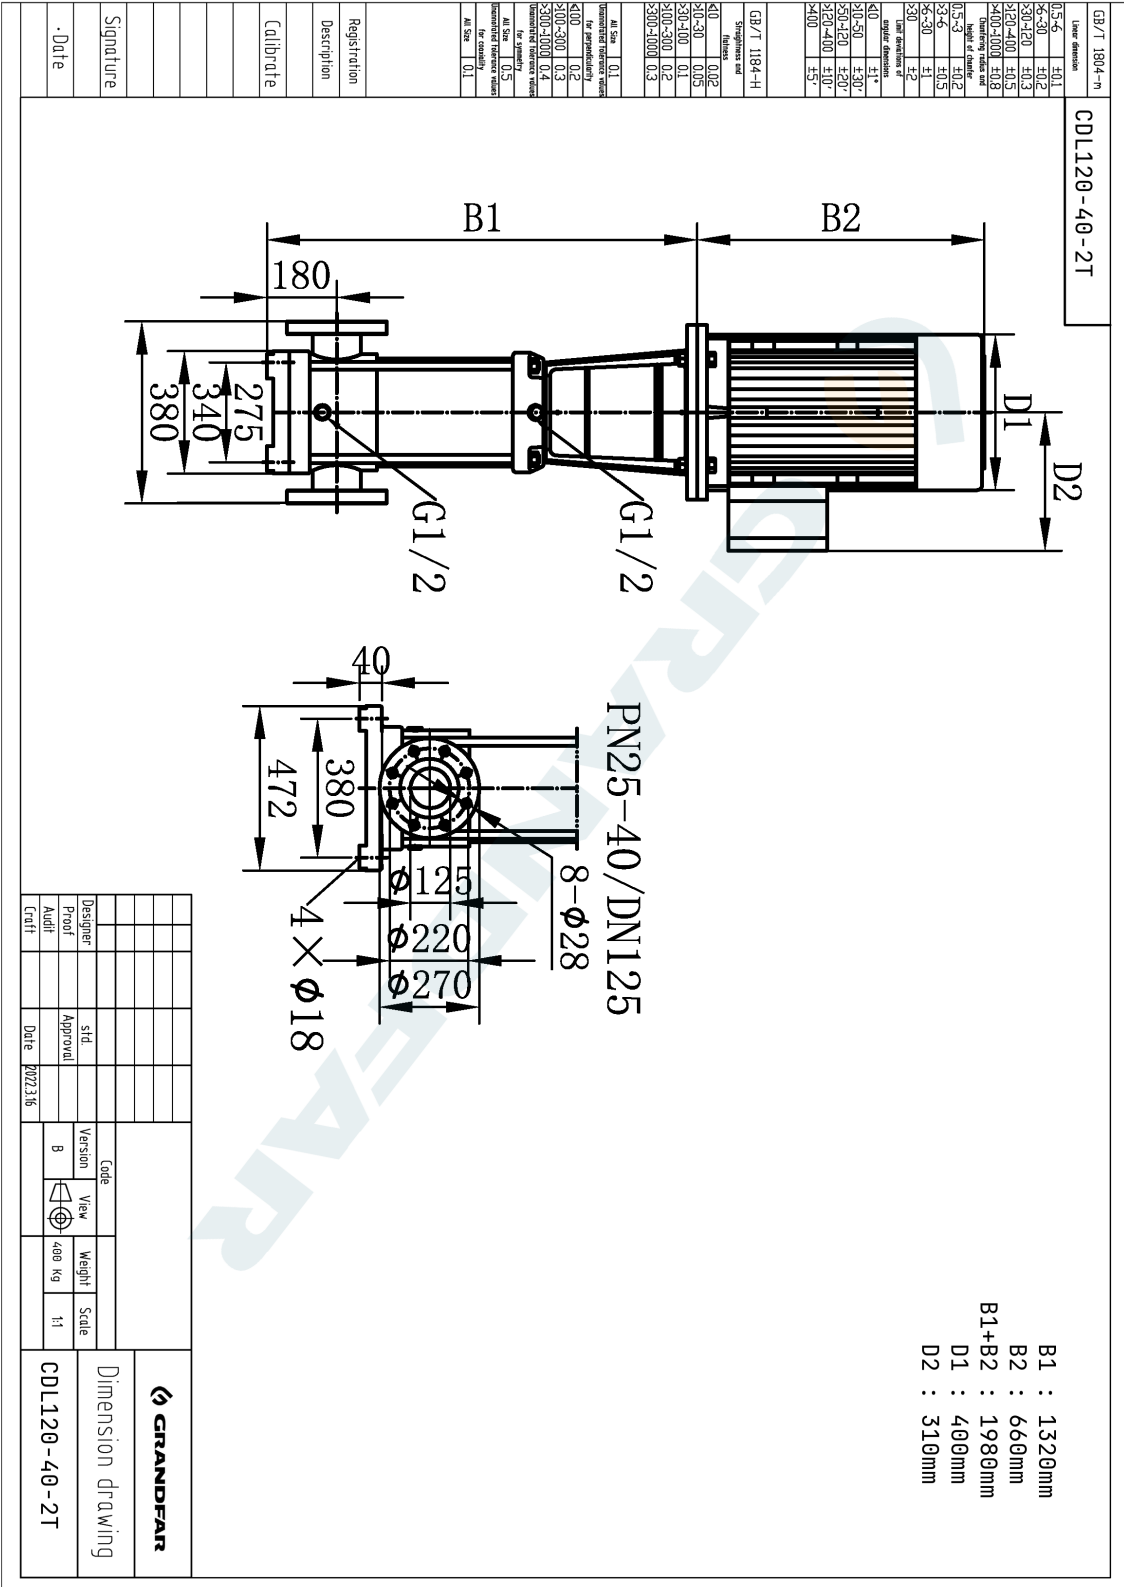 GB/T 1804-m
Linear dimension
0.5~6 ±0.1
>6~30 ±0.2
>30~120 ±0.3
>120~400 ±0.5
>400~1000 ±0.8
Chamfering radius and
height of chamfer
0.5~3 ±0.2
>3~6 ±0.5
>6~30 ±1
>30 ±2
Limit deviations of
angular dimensions
≤10 ±1°
>10~50 ±30'
>50~120 ±20'
>120~400 ±10'
>400 ±5'
GB/T 1184-H
Straightness and
flatness
≤10 0.02
>10~30 0.05
>30~100 0.1
>100~300 0.2
>300~1000 0.3
All Size 0.1
Unannotated tolerance values
for perpendicularity
≤100 0.2
>100~300 0.3
>300~1000 0.4
Unannotated tolerance values
for symmetry
All Size 0.5
Unannotated tolerance values
for coaxiality
All Size 0.1
Registration
Description
Calibrate
Signature
·Date
CDL120-40-2T
B1
B2
180
D1
D2
275
340
380
G1/2
G1/2
GRANDFAR
PN25-40/DN125
8-ϕ28
40
380
472
ϕ125
ϕ220
ϕ270
4×ϕ18
B1 : 1320mm
B2 : 660mm
B1+B2 : 1980mm
D1 : 400mm
D2 : 310mm
Designer std.
Proof Approval
Audit
Craft Date 2022.3.16
Code
Version View Weight Scale
B 400 Kg 1:1
GRANDFAR
Dimension drawing
CDL120-40-2T